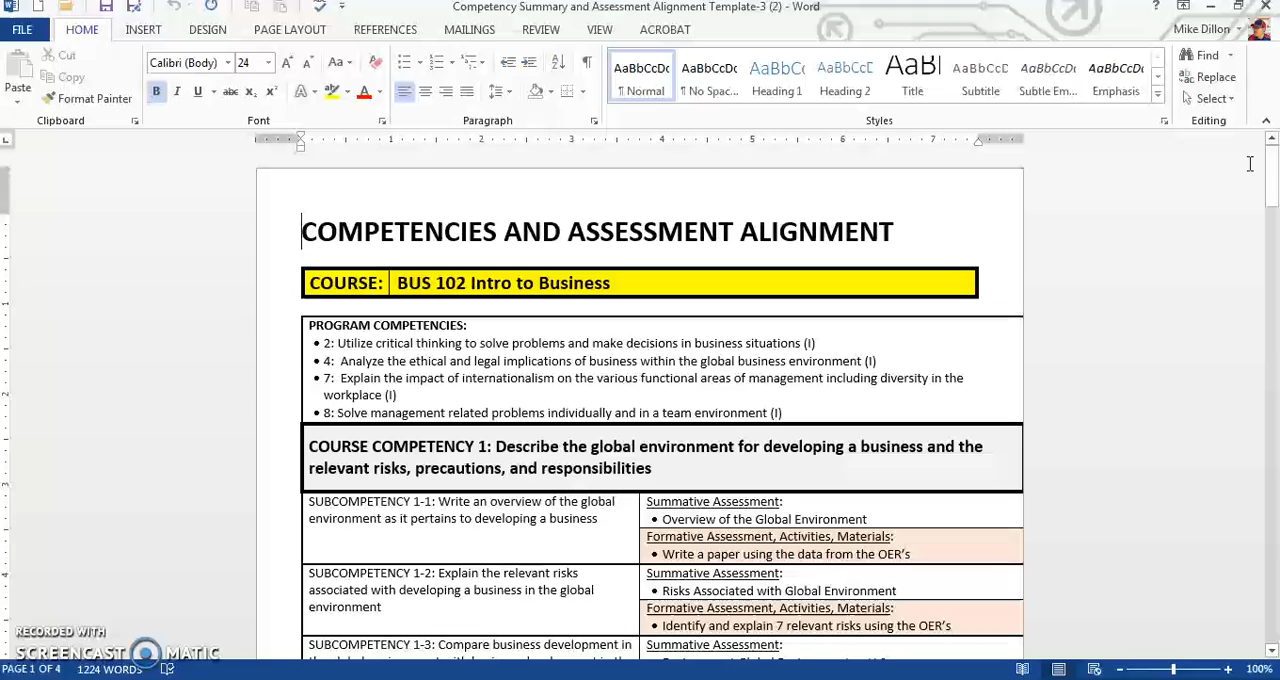 Competency Summary and Assessment Alignment Template-3 (2) - Word
FILE HOME INSERT DESIGN PAGE LAYOUT REFERENCES MAILINGS REVIEW VIEW ACROBAT Mike Dillon
Paste
Cut
Copy
Format Painter
Calibri (Body) 24
AaBbCcDc AaBbCcDc AaBbCc AaBbCcC AaBl AaBbCcC AaBbCcDc AaBbCcDc
¶ Normal ¶ No Spac... Heading 1 Heading 2 Title Subtitle Subtle Em... Emphasis
Find
Replace
Select
Clipboard Font Paragraph Styles Editing
1 2 3 4 5 6 7
COMPETENCIES AND ASSESSMENT ALIGNMENT
COURSE: BUS 102 Intro to Business
PROGRAM COMPETENCIES:
• 2: Utilize critical thinking to solve problems and make decisions in business situations (I)
• 4: Analyze the ethical and legal implications of business within the global business environment (I)
• 7: Explain the impact of internationalism on the various functional areas of management including diversity in the
workplace (I)
• 8: Solve management related problems individually and in a team environment (I)
COURSE COMPETENCY 1: Describe the global environment for developing a business and the
relevant risks, precautions, and responsibilities
SUBCOMPETENCY 1-1: Write an overview of the global
environment as it pertains to developing a business
Summative Assessment:
• Overview of the Global Environment
Formative Assessment, Activities, Materials:
• Write a paper using the data from the OER's
SUBCOMPETENCY 1-2: Explain the relevant risks
associated with developing a business in the global
environment
Summative Assessment:
• Risks Associated with Global Environment
Formative Assessment, Activities, Materials:
• Identify and explain 7 relevant risks using the OER's
SUBCOMPETENCY 1-3: Compare business development in
Summative Assessment:
RECORDED WITH
SCREENCAST MATIC
PAGE 1 OF 4 1224 WORDS 100%